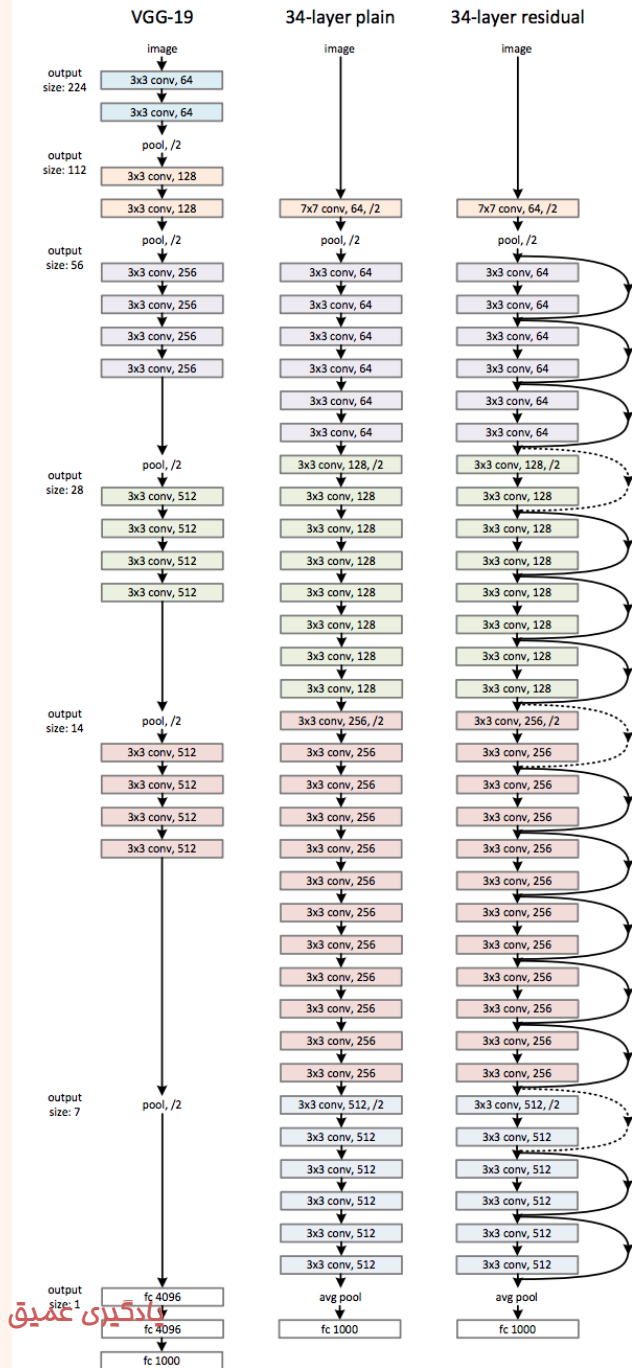 VGG-19
34-layer plain
34-layer residual
output
size: 224
image
3x3 conv, 64
3x3 conv, 64
pool, /2
output
size: 112
3x3 conv, 128
3x3 conv, 128
pool, /2
output
size: 56
3x3 conv, 256
3x3 conv, 256
3x3 conv, 256
3x3 conv, 256
pool, /2
output
size: 28
3x3 conv, 512
3x3 conv, 512
3x3 conv, 512
3x3 conv, 512
pool, /2
output
size: 14
3x3 conv, 512
3x3 conv, 512
3x3 conv, 512
3x3 conv, 512
output
size: 7
pool, /2
output
size: 1
fc 4096
fc 4096
fc 1000
image
7x7 conv, 64, /2
pool, /2
3x3 conv, 64
3x3 conv, 64
3x3 conv, 64
3x3 conv, 64
3x3 conv, 64
3x3 conv, 64
3x3 conv, 128, /2
3x3 conv, 128
3x3 conv, 128
3x3 conv, 128
3x3 conv, 128
3x3 conv, 128
3x3 conv, 128
3x3 conv, 128
3x3 conv, 256, /2
3x3 conv, 256
3x3 conv, 256
3x3 conv, 256
3x3 conv, 256
3x3 conv, 256
3x3 conv, 256
3x3 conv, 256
3x3 conv, 256
3x3 conv, 256
3x3 conv, 256
3x3 conv, 256
3x3 conv, 512, /2
3x3 conv, 512
3x3 conv, 512
3x3 conv, 512
3x3 conv, 512
3x3 conv, 512
avg pool
fc 1000
image
7x7 conv, 64, /2
pool, /2
3x3 conv, 64
3x3 conv, 64
3x3 conv, 64
3x3 conv, 64
3x3 conv, 64
3x3 conv, 64
3x3 conv, 128, /2
3x3 conv, 128
3x3 conv, 128
3x3 conv, 128
3x3 conv, 128
3x3 conv, 128
3x3 conv, 128
3x3 conv, 128
3x3 conv, 256, /2
3x3 conv, 256
3x3 conv, 256
3x3 conv, 256
3x3 conv, 256
3x3 conv, 256
3x3 conv, 256
3x3 conv, 256
3x3 conv, 256
3x3 conv, 256
3x3 conv, 256
3x3 conv, 256
3x3 conv, 512, /2
3x3 conv, 512
3x3 conv, 512
3x3 conv, 512
3x3 conv, 512
3x3 conv, 512
avg pool
fc 1000
یادگیری عمیق